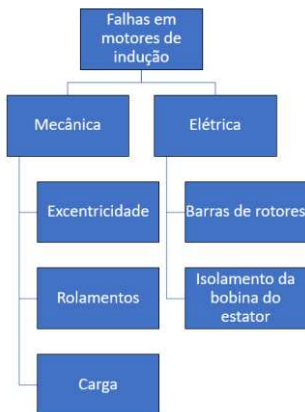 Falhas em
motores de
indução
Mecânica
Elétrica
Excentricidade
Barras de rotores
Rolamentos
Isolamento da
bobina do
estator
Carga